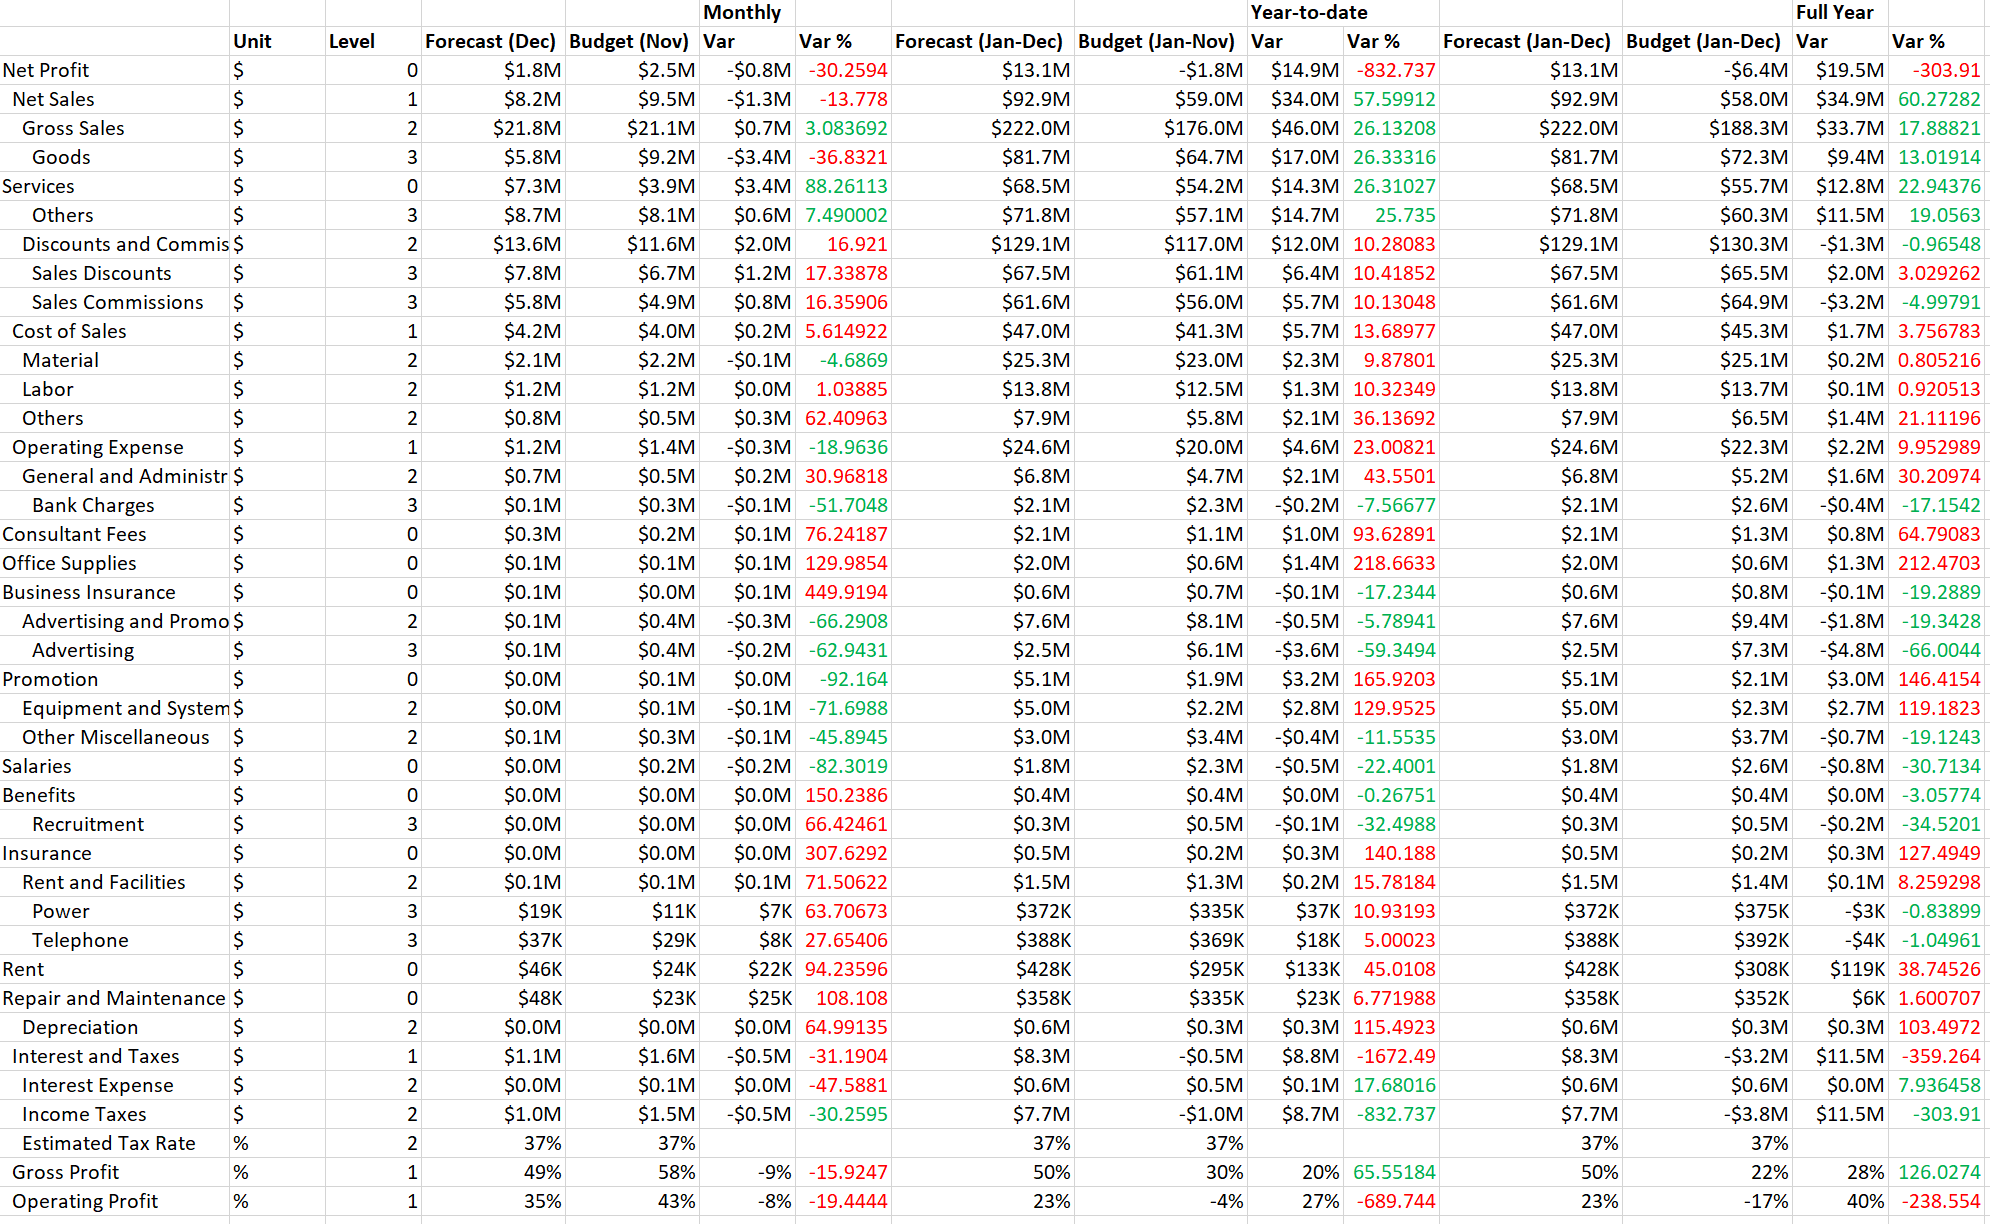 Monthly Year-to-date Full Year
Unit Level Forecast (Dec) Budget (Nov) Var Var % Forecast (Jan-Dec) Budget (Jan-Nov) Var Var % Forecast (Jan-Dec) Budget (Jan-Dec) Var Var %
Net Profit $ 0 $1.8M $2.5M -$0.8M -30.2594 $13.1M -$1.8M $14.9M -832.737 $13.1M -$6.4M $19.5M -303.91
Net Sales $ 1 $8.2M $9.5M -$1.3M -13.778 $92.9M $59.0M $34.0M 57.59912 $92.9M $58.0M $34.9M 60.27282
Gross Sales $ 2 $21.8M $21.1M $0.7M 3.083692 $222.0M $176.0M $46.0M 26.13208 $222.0M $188.3M $33.7M 17.88821
Goods $ 3 $5.8M $9.2M -$3.4M -36.8321 $81.7M $64.7M $17.0M 26.33316 $81.7M $72.3M $9.4M 13.01914
Services $ 0 $7.3M $3.9M $3.4M 88.26113 $68.5M $54.2M $14.3M 26.31027 $68.5M $55.7M $12.8M 22.94376
Others $ 3 $8.7M $8.1M $0.6M 7.490002 $71.8M $57.1M $14.7M 25.735 $71.8M $60.3M $11.5M 19.0563
Discounts and Commis $ 2 $13.6M $11.6M $2.0M 16.921 $129.1M $117.0M $12.0M 10.28083 $129.1M $130.3M -$1.3M -0.96548
Sales Discounts $ 3 $7.8M $6.7M $1.2M 17.33878 $67.5M $61.1M $6.4M 10.41852 $67.5M $65.5M $2.0M 3.029262
Sales Commissions $ 3 $5.8M $4.9M $0.8M 16.35906 $61.6M $56.0M $5.7M 10.13048 $61.6M $64.9M -$3.2M -4.99791
Cost of Sales $ 1 $4.2M $4.0M $0.2M 5.614922 $47.0M $41.3M $5.7M 13.68977 $47.0M $45.3M $1.7M 3.756783
Material $ 2 $2.1M $2.2M -$0.1M -4.6869 $25.3M $23.0M $2.3M 9.87801 $25.3M $25.1M $0.2M 0.805216
Labor $ 2 $1.2M $1.2M $0.0M 1.03885 $13.8M $12.5M $1.3M 10.32349 $13.8M $13.7M $0.1M 0.920513
Others $ 2 $0.8M $0.5M $0.3M 62.40963 $7.9M $5.8M $2.1M 36.13692 $7.9M $6.5M $1.4M 21.11196
Operating Expense $ 1 $1.2M $1.4M -$0.3M -18.9636 $24.6M $20.0M $4.6M 23.00821 $24.6M $22.3M $2.2M 9.952989
General and Administr $ 2 $0.7M $0.5M $0.2M 30.96818 $6.8M $4.7M $2.1M 43.5501 $6.8M $5.2M $1.6M 30.20974
Bank Charges $ 3 $0.1M $0.3M -$0.1M -51.7048 $2.1M $2.3M -$0.2M -7.56677 $2.1M $2.6M -$0.4M -17.1542
Consultant Fees $ 0 $0.3M $0.2M $0.1M 76.24187 $2.1M $1.1M $1.0M 93.62891 $2.1M $1.3M $0.8M 64.79083
Office Supplies $ 0 $0.1M $0.1M $0.1M 129.9854 $2.0M $0.6M $1.4M 218.6633 $2.0M $0.6M $1.3M 212.4703
Business Insurance $ 0 $0.1M $0.0M $0.1M 449.9194 $0.6M $0.7M -$0.1M -17.2344 $0.6M $0.8M -$0.1M -19.2889
Advertising and Promo $ 2 $0.1M $0.4M -$0.3M -66.2908 $7.6M $8.1M -$0.5M -5.78941 $7.6M $9.4M -$1.8M -19.3428
Advertising $ 3 $0.1M $0.4M -$0.2M -62.9431 $2.5M $6.1M -$3.6M -59.3494 $2.5M $7.3M -$4.8M -66.0044
Promotion $ 0 $0.0M $0.1M $0.0M -92.164 $5.1M $1.9M $3.2M 165.9203 $5.1M $2.1M $3.0M 146.4154
Equipment and System $ 2 $0.0M $0.1M -$0.1M -71.6988 $5.0M $2.2M $2.8M 129.9525 $5.0M $2.3M $2.7M 119.1823
Other Miscellaneous $ 2 $0.1M $0.3M -$0.1M -45.8945 $3.0M $3.4M -$0.4M -11.5535 $3.0M $3.7M -$0.7M -19.1243
Salaries $ 0 $0.0M $0.2M -$0.2M -82.3019 $1.8M $2.3M -$0.5M -22.4001 $1.8M $2.6M -$0.8M -30.7134
Benefits $ 0 $0.0M $0.0M $0.0M 150.2386 $0.4M $0.4M $0.0M -0.26751 $0.4M $0.4M $0.0M -3.05774
Recruitment $ 3 $0.0M $0.0M $0.0M 66.42461 $0.3M $0.5M -$0.1M -32.4988 $0.3M $0.5M -$0.2M -34.5201
Insurance $ 0 $0.0M $0.0M $0.0M 307.6292 $0.5M $0.2M $0.3M 140.188 $0.5M $0.2M $0.3M 127.4949
Rent and Facilities $ 2 $0.1M $0.1M $0.1M 71.50622 $1.5M $1.3M $0.2M 15.78184 $1.5M $1.4M $0.1M 8.259298
Power $ 3 $19K $11K $7K 63.70673 $372K $335K $37K 10.93193 $372K $375K -$3K -0.83899
Telephone $ 3 $37K $29K $8K 27.65406 $388K $369K $18K 5.00023 $388K $392K -$4K -1.04961
Rent $ 0 $46K $24K $22K 94.23596 $428K $295K $133K 45.0108 $428K $308K $119K 38.74526
Repair and Maintenance $ 0 $48K $23K $25K 108.108 $358K $335K $23K 6.771988 $358K $352K $6K 1.600707
Depreciation $ 2 $0.0M $0.0M $0.0M 64.99135 $0.6M $0.3M $0.3M 115.4923 $0.6M $0.3M $0.3M 103.4972
Interest and Taxes $ 1 $1.1M $1.6M -$0.5M -31.1904 $8.3M -$0.5M $8.8M -1672.49 $8.3M -$3.2M $11.5M -359.264
Interest Expense $ 2 $0.0M $0.1M $0.0M -47.5881 $0.6M $0.5M $0.1M 17.68016 $0.6M $0.6M $0.0M 7.936458
Income Taxes $ 2 $1.0M $1.5M -$0.5M -30.2595 $7.7M -$1.0M $8.7M -832.737 $7.7M -$3.8M $11.5M -303.91
Estimated Tax Rate % 2 37% 37% 37% 37% 37% 37%
Gross Profit % 1 49% 58% -9% -15.9247 50% 30% 20% 65.55184 50% 22% 28% 126.0274
Operating Profit % 1 35% 43% -8% -19.4444 23% -4% 27% -689.744 23% -17% 40% -238.554